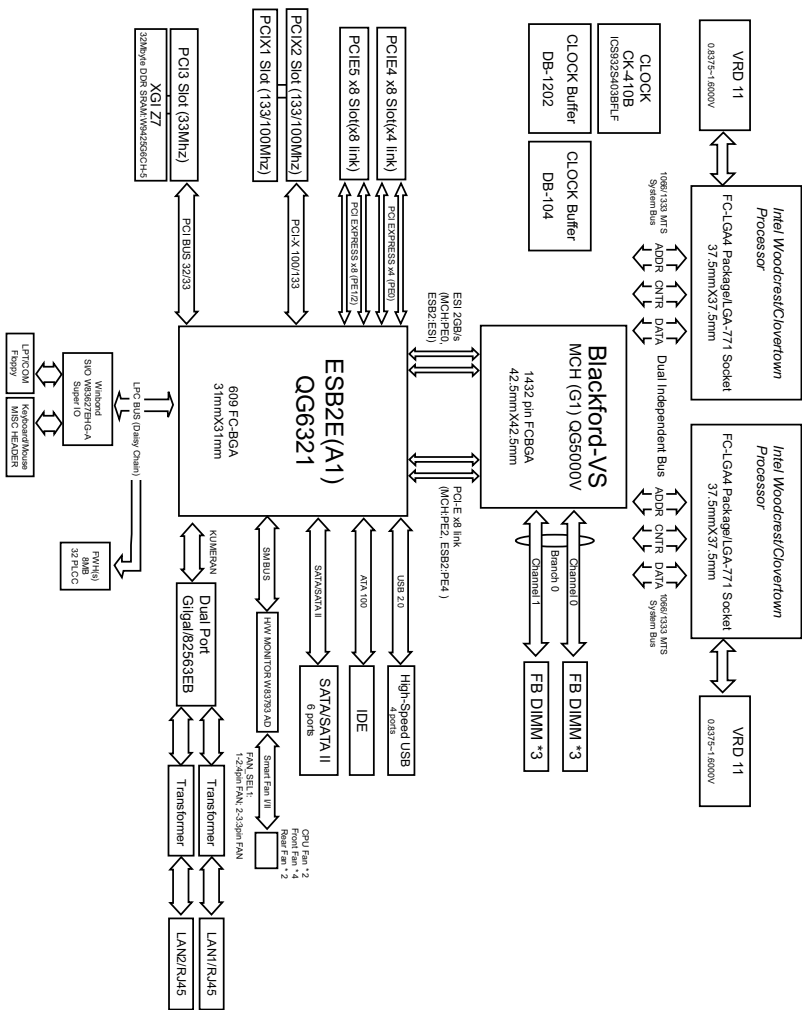 VRD 11
0.8375~1.6000V
Intel Woodcrest/Clovertown
Processor
FC-LGA4 Package/LGA-771 Socket
37.5mmX37.5mm
Intel Woodcrest/Clovertown
Processor
FC-LGA4 Package/LGA-771 Socket
37.5mmX37.5mm
VRD 11
0.8375~1.6000V
1066/1333 MTS
System Bus
ADDR
CNTR
DATA
Dual Independent Bus
ADDR
CNTR
DATA
1066/1333 MTS
System Bus
CLOCK
CK-410B
ICS932S403BFLF
CLOCK Buffer
DB-1202
CLOCK Buffer
DB-104
Blackford-VS
MCH (G1) QG5000V
1432 pin FCBGA
42.5mmX42.5mm
Channel 0
Branch 0
Channel 1
FB DIMM *3
FB DIMM *3
ESI 2GB/s
(MCH:PE0,
ESB2:ESI)
PCI-E x8 link
(MCH:PE2, ESB2:PE4 )
PCIE4 x8 Slot(x4 link)
PCIE5 x8 Slot(x8 link)
PCI EXPRESS x4 (PE0)
PCI EXPRESS x8 (PE1/2)
PCIX2 Slot (133/100Mhz)
PCIX1 Slot (133/100Mhz)
PCI-X 100/133
PCI3 Slot (33Mhz)
XGI Z7
32Mbyte DDR SRAM:W9425G6CH-5
PCI BUS 32/33
ESB2E(A1)
QG6321
609 FC-BGA
31mmX31mm
USB 2.0
High-Speed USB
4 ports
ATA 100
IDE
SATA/SATA II
SATA/SATA II
6 ports
SM BUS
H/W MONITOR W83793 AD
Smart Fan I/II
FAN_SEL1:
1-2:4pin FAN; 2-3:3pin FAN
CPU Fan *2
Front Fan * 4
Rear Fan * 2
KUMERAN
Dual Port
Gilgal/82563EB
Transformer
Transformer
LAN1/RJ45
LAN2/RJ45
LPC BUS (Daisy Chain)
Winbond
SI/O W83627EHG-A
Super IO
LPT/COM
Floppy
Keyboard/Mouse
MISC HEADER
FWH(s)
8MB
32 PLCC